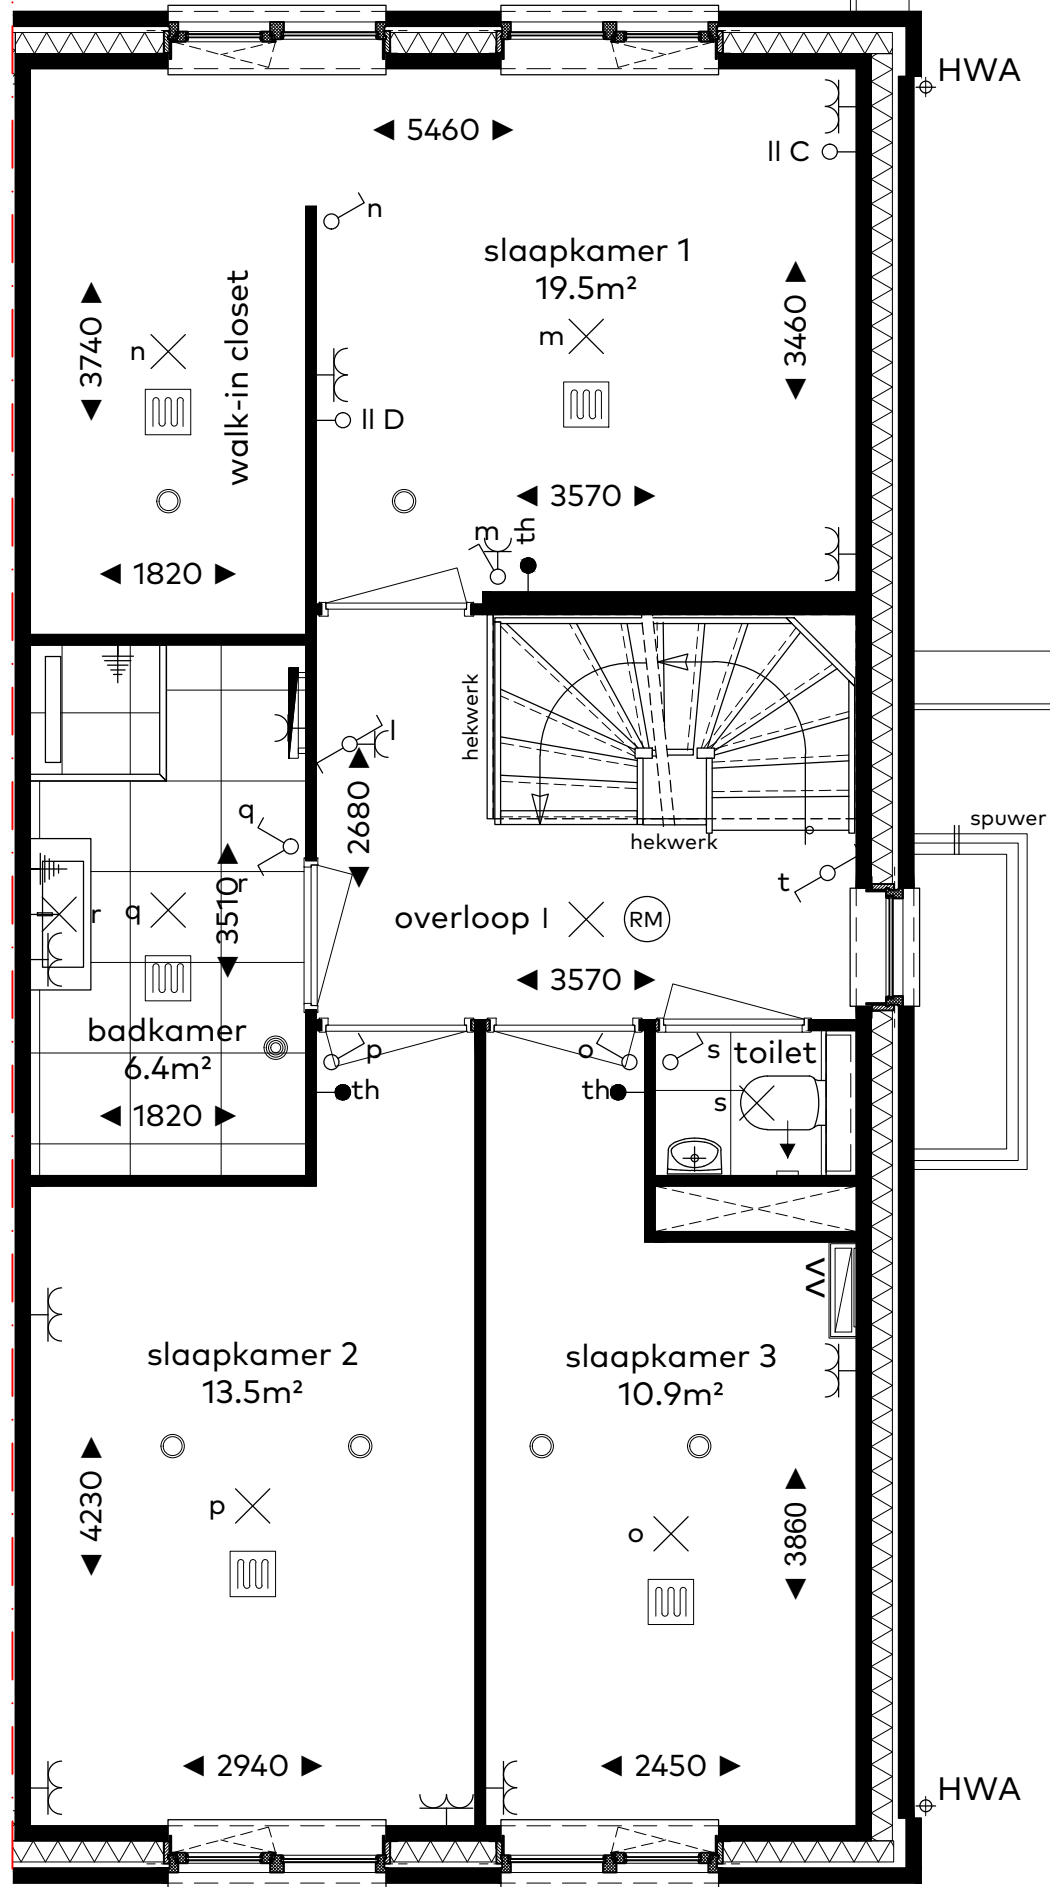 HWA
◄ 5460 ►
ll C
n
slaapkamer 1
19.5m²
◄ 3740 ►
walk-in closet
◄ 3460 ►
m
n
ll D
◄ 3570 ►
m
th
◄ 1820 ►
hekwerk
l
◄ 2680 ►
q
r
hekwerk
spuwer
t
r
q
◄ 3510 ►
overloop l
RM
◄ 3570 ►
badkamer
6.4m²
p
o
s
toilet
th
th
s
◄ 1820 ►
<<
slaapkamer 2
13.5m²
slaapkamer 3
10.9m²
◄ 4230 ►
p
o
◄ 3860 ►
◄ 2940 ►
◄ 2450 ►
HWA